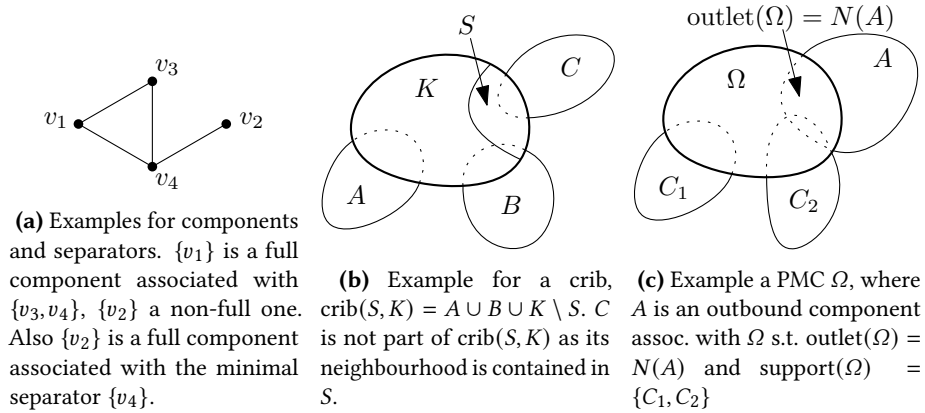 v₃
v₁
v₂
v₄
(a) Examples for components
and separators. {v₁} is a full
component associated with
{v₃, v₄}, {v₂} a non-full one.
Also {v₂} is a full component
associated with the minimal
separator {v₄}.
S
K
C
A
B
(b) Example for a crib,
crib(S, K) = A ∪ B ∪ K \ S. C
is not part of crib(S, K) as its
neighbourhood is contained in
S.
outlet(Ω) = N(A)
Ω
A
C₁
C₂
(c) Example a PMC Ω, where
A is an outbound component
assoc. with Ω s.t. outlet(Ω) =
N(A) and support(Ω) =
{C₁, C₂}